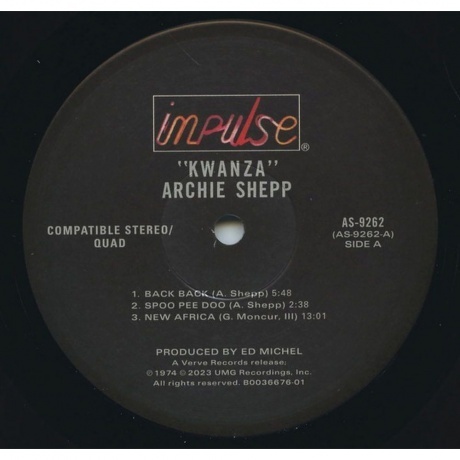 impulse®
"KWANZA"
ARCHIE SHEPP
COMPATIBLE STEREO/
QUAD
AS-9262
(AS-9262-A)
SIDE A
1. BACK BACK (A. Shepp) 5:48
2. SPOO PEE DOO (A. Shepp) 2:38
3. NEW AFRICA (G. Moncur, III) 13:01
PRODUCED BY ED MICHEL
A Verve Records release;
℗1974 ©2023 UMG Recordings, Inc.
All rights reserved. 80036676-01